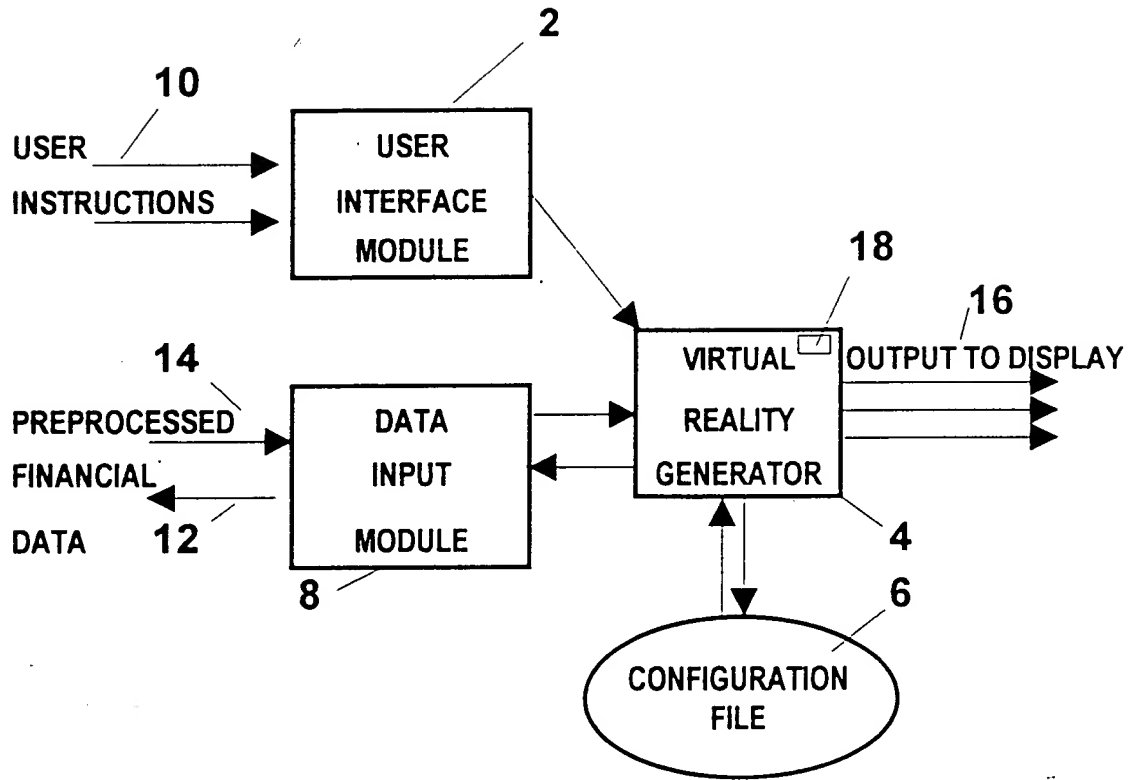 2
10
USER
INSTRUCTIONS
USER
INTERFACE
MODULE
18
16
VIRTUAL
REALITY
GENERATOR
OUTPUT TO DISPLAY
14
PREPROCESSED
FINANCIAL
DATA
12
DATA
INPUT
MODULE
8
4
6
CONFIGURATION
FILE